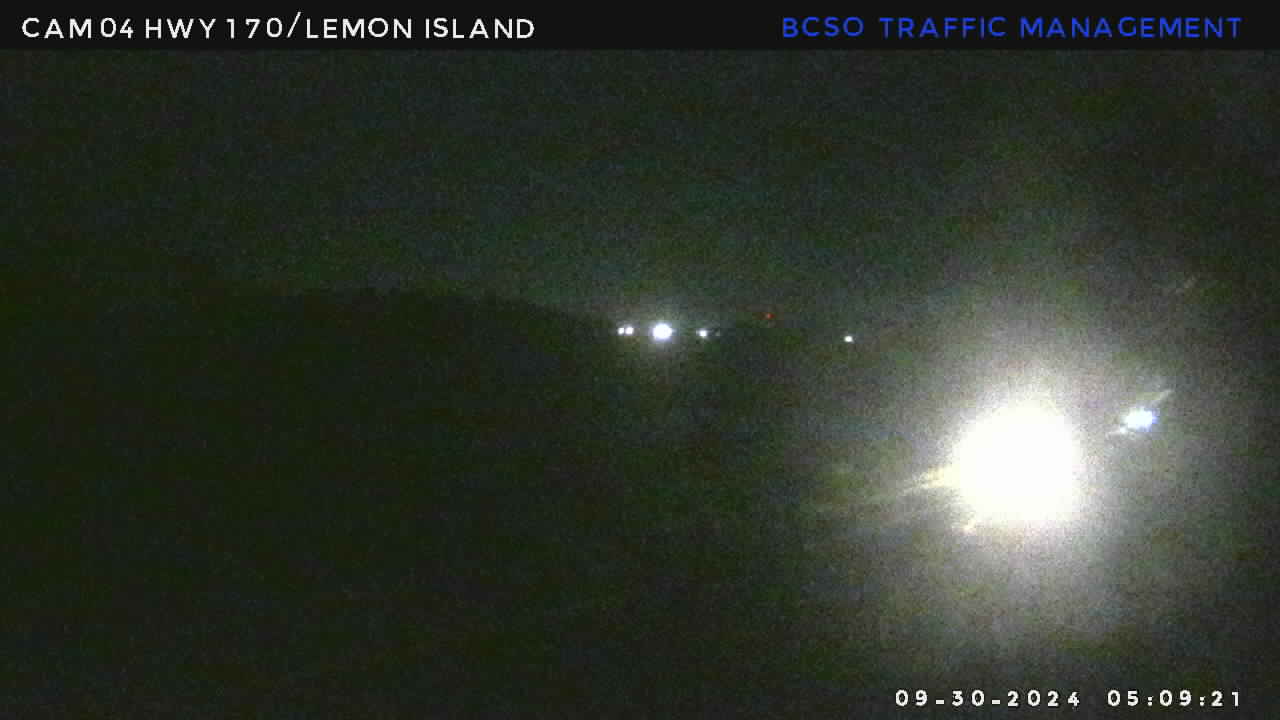 CAM04 HWY 170/LEMON ISLAND
BCSO TRAFFIC MANAGEMENT
09-30-2024 05:09:21